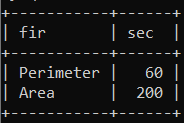 +-----------+------+
| fir       | sec  |
+-----------+------+
| Perimeter |   60 |
| Area      |  200 |
+-----------+------+